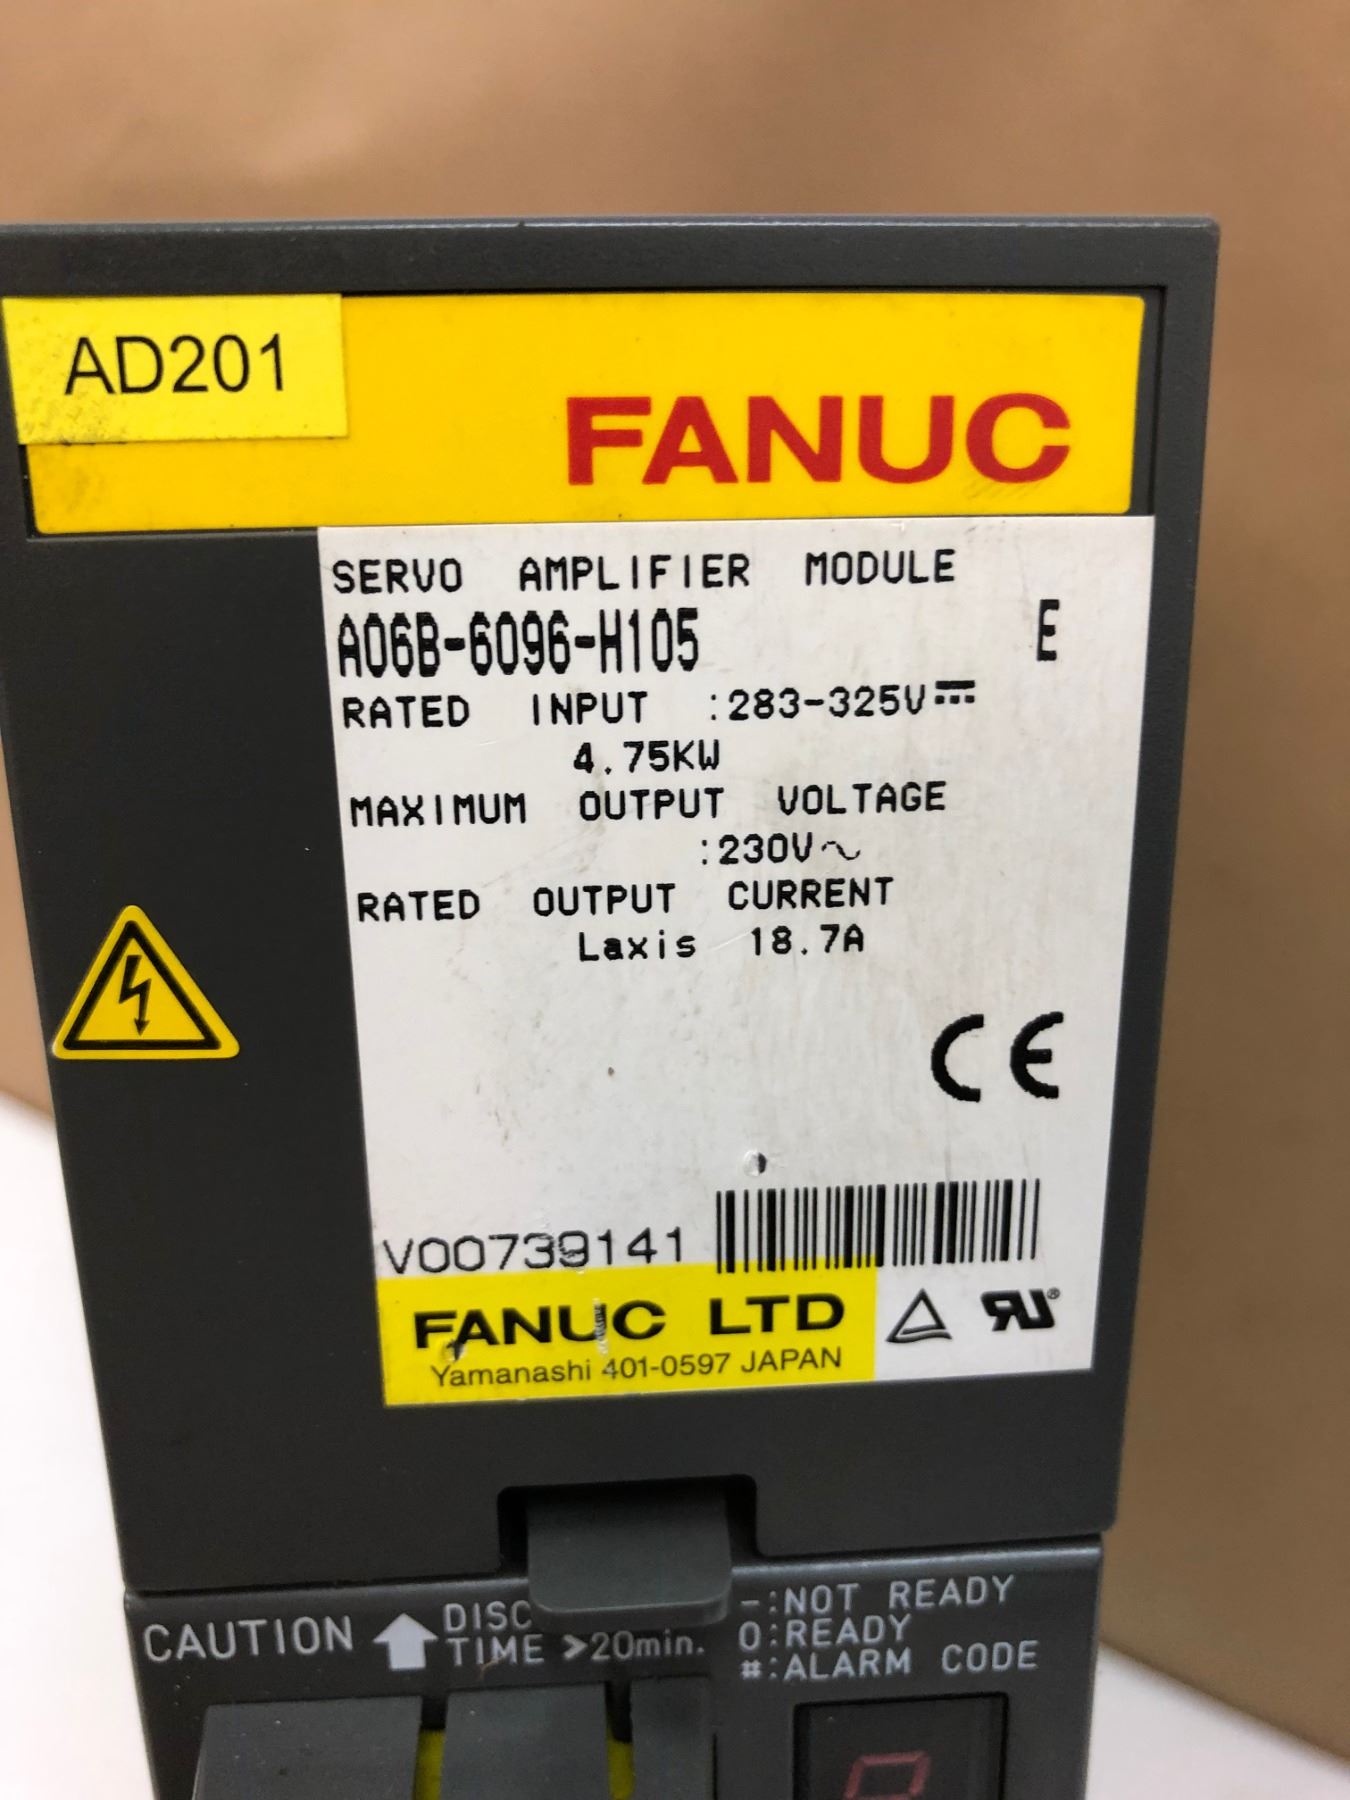 AD201
FANUC
SERVO AMPLIFIER MODULE
A06B-6096-H105 E
RATED INPUT :283-325V⎓
4.75KW
MAXIMUM OUTPUT VOLTAGE
:230V~
RATED OUTPUT CURRENT
Laxis 18.7A
CE
V00739141
FANUC LTD
Yamanashi 401-0597 JAPAN
RU®
CAUTION
TIME >20min.
-:NOT READY
0:READY
#:ALARM CODE